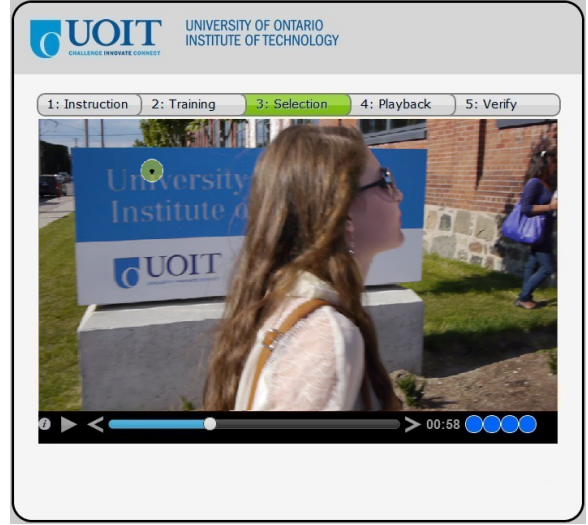 UOIT
CHALLENGE INNOVATE CONNECT
UNIVERSITY OF ONTARIO
INSTITUTE OF TECHNOLOGY
1: Instruction
2: Training
3: Selection
4: Playback
5: Verify
University
Institute
UOIT
00:58